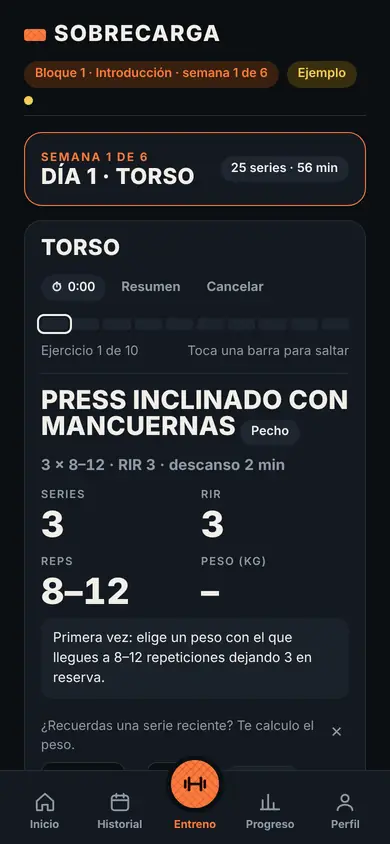 SOBRECARGA
Bloque 1 · Introducción · semana 1 de 6
Ejemplo
SEMANA 1 DE 6
DÍA 1 · TORSO
25 series · 56 min
TORSO
0:00
Resumen
Cancelar
Ejercicio 1 de 10
Toca una barra para saltar
PRESS INCLINADO CON
MANCUERNAS Pecho
3 × 8–12 · RIR 3 · descanso 2 min
SERIES
3
RIR
3
REPS
8–12
PESO (KG)
–
Primera vez: elige un peso con el que
llegues a 8–12 repeticiones dejando 3 en
reserva.
¿Recuerdas una serie reciente? Te calculo el
peso.
Inicio
Historial
Entreno
Progreso
Perfil